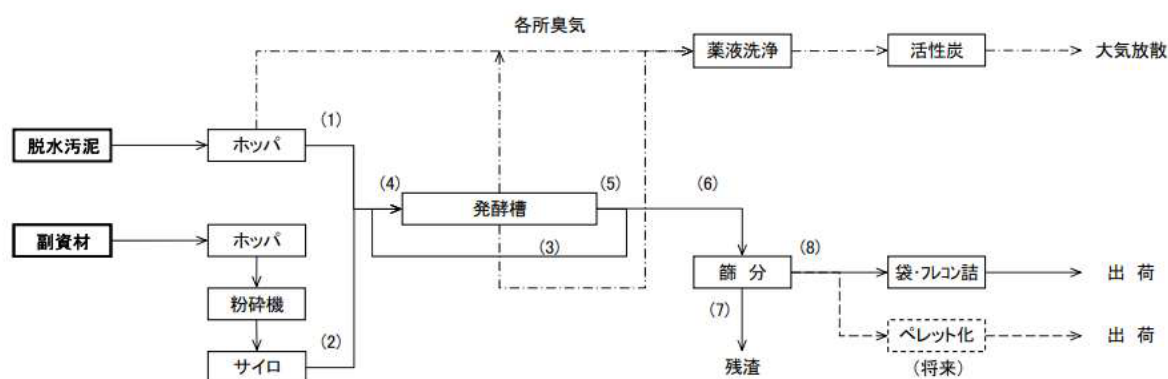 各所臭気
薬液洗浄
活性炭
大気放散
脱水汚泥
ホッパ
(1)
(4)
発酵槽
(5)
(6)
副資材
ホッパ
(3)
(8)
篩 分
袋・フレコン詰
出 荷
粉砕機
(7)
(2)
ペレット化
出 荷
サイロ
残渣
(将来)